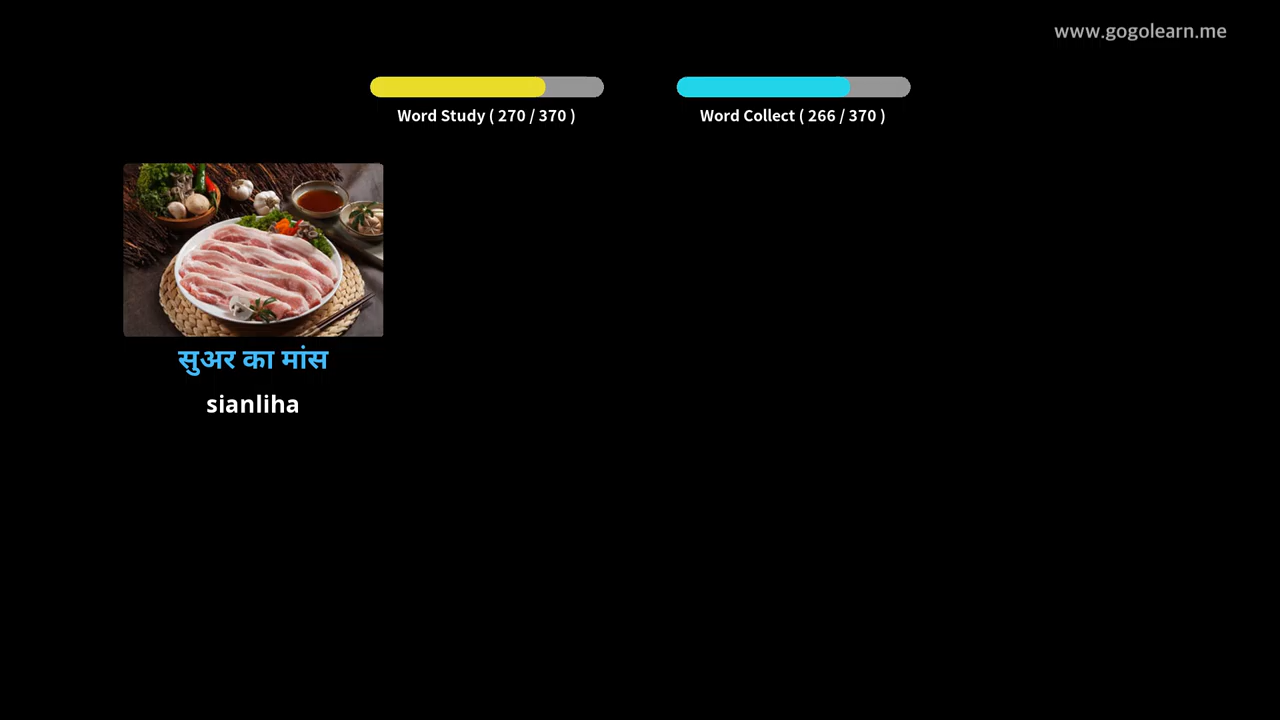 www.gogolearn.me
Word Study ( 270 / 370 )
Word Collect ( 266 / 370 )
सुअर का मांस
sianliha